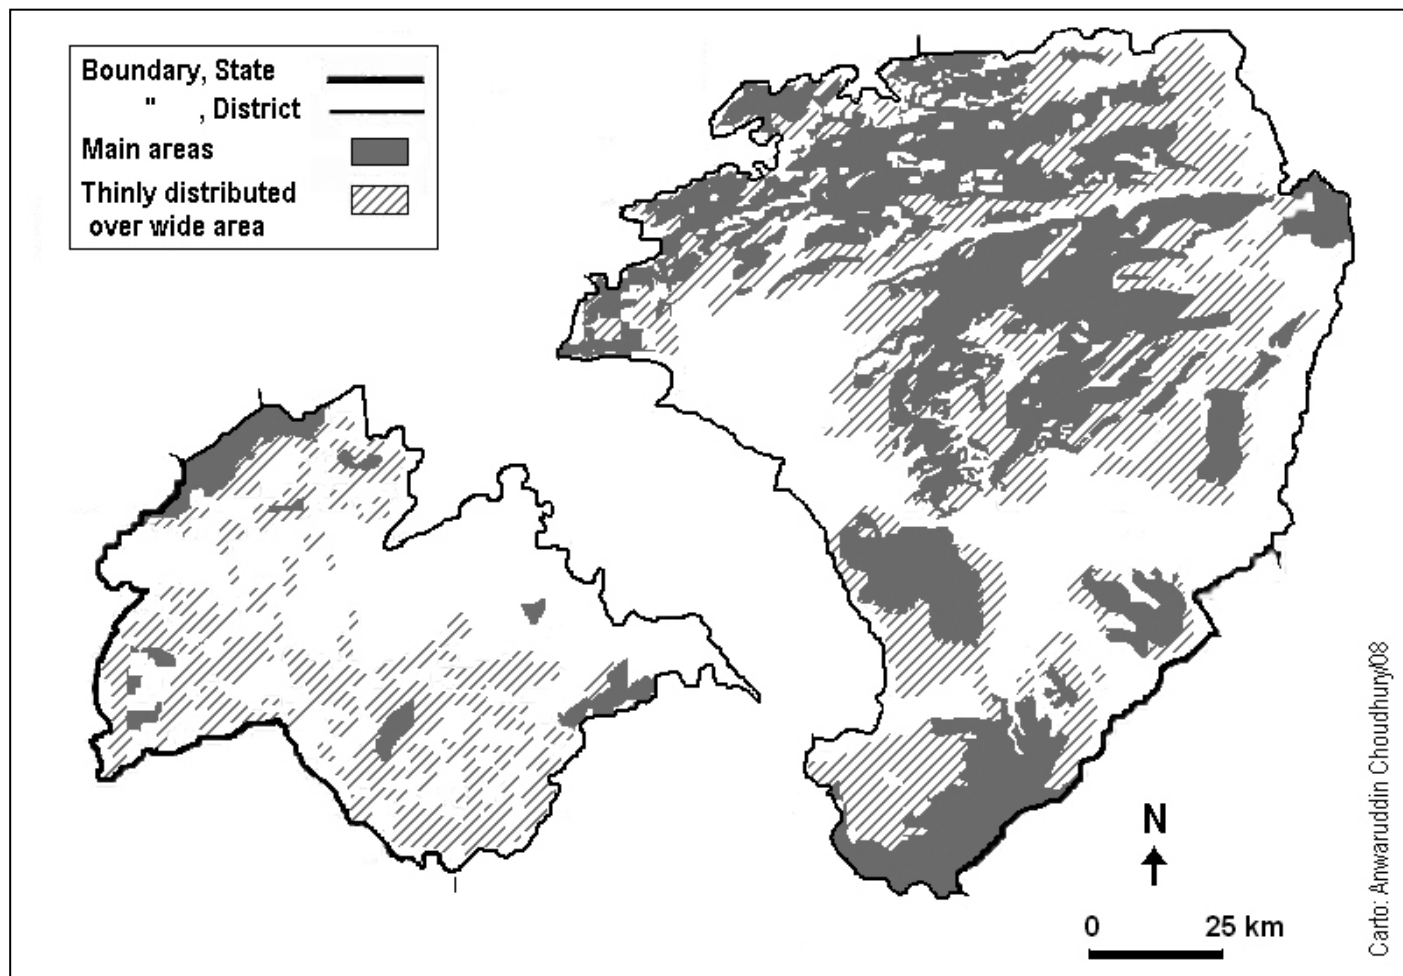 Boundary, State
" , District
Main areas
Thinly distributed
over wide area
N
0 25 km
Carto: Anwaruddin Choudhury/08